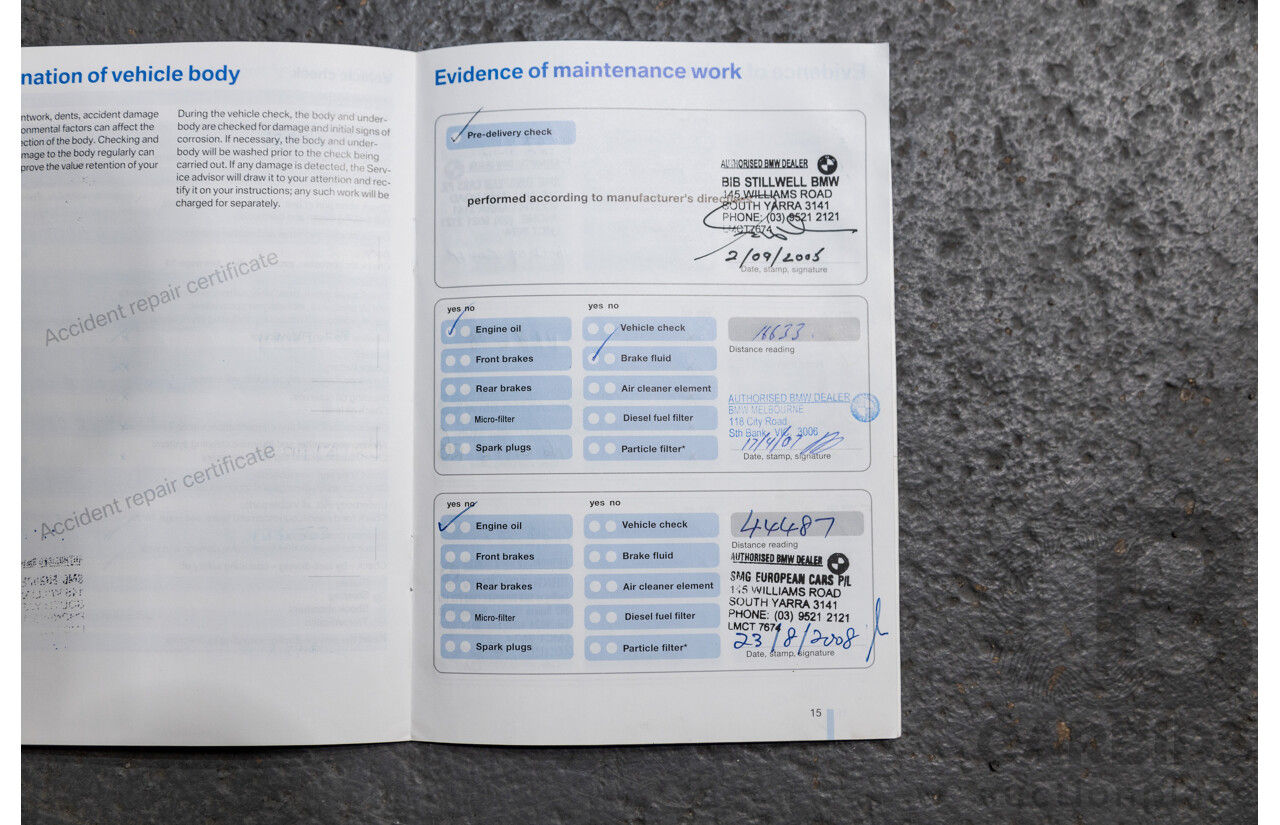 nation of vehicle body
ntwork, dents, accident damage
onmental factors can affect the
ection of the body. Checking and
mage to the body regularly can
prove the value retention of your
During the vehicle check, the body and under-
body are checked for damage and initial signs of
corrosion. If necessary, the body and under-
body will be washed prior to the check being
carried out. If any damage is detected, the Serv-
ice advisor will draw it to your attention and rec-
tify it on your instructions; any such work will be
charged for separately.
Accident repair certificate
Accident repair certificate
Evidence of maintenance work
Pre-delivery check
performed according to manufacturer's
AUTHORISED BMW DEALER
BIB STILLWELL BMW
145 WILLIAMS ROAD
SOUTH YARRA 3141
PHONE: (03) 9521 2121
LMCT 7674
2/09/2005
Date, stamp, signature
yes no
Engine oil
Front brakes
Rear brakes
Micro-filter
Spark plugs
yes no
Vehicle check
Brake fluid
Air cleaner element
Diesel fuel filter
Particle filter*
Distance reading
AUTHORISED BMW DEALER
BMW MELBOURNE
118 City Road
Sth Bank, Vic, 3006
17/4/07
Date, stamp, signature
yes no
Engine oil
Front brakes
Rear brakes
Micro-filter
Spark plugs
yes no
Vehicle check
Brake fluid
Air cleaner element
Diesel fuel filter
Particle filter*
44487
Distance reading
AUTHORISED BMW DEALER
SMG EUROPEAN CARS P/L
145 WILLIAMS ROAD
SOUTH YARRA 3141
PHONE: (03) 9521 2121
LMCT 7674
23/8/2008
Date, stamp, signature
15